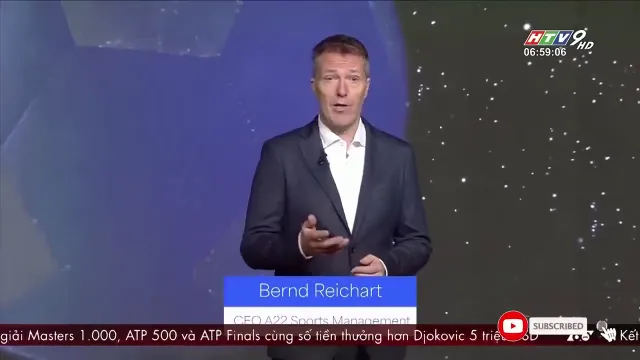 HTV9 HD
06:59:06
Bernd Reichart
CEO A22 Sports Management
SUBSCRIBED
giải Masters 1.000, ATP 500 và ATP Finals cùng số tiền thưởng hơn Djokovic 5 triệu Kết